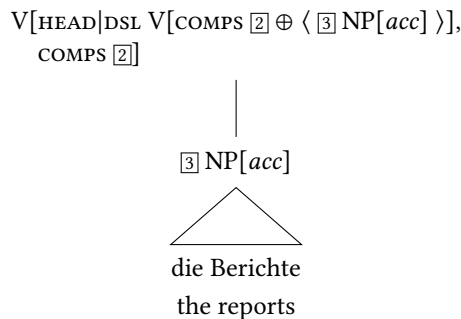 V[HEAD|DSL V[COMPS 2 ⊕ ⟨ 3 NP[acc] ⟩],
COMPS 2]
3 NP[acc]
die Berichte
the reports